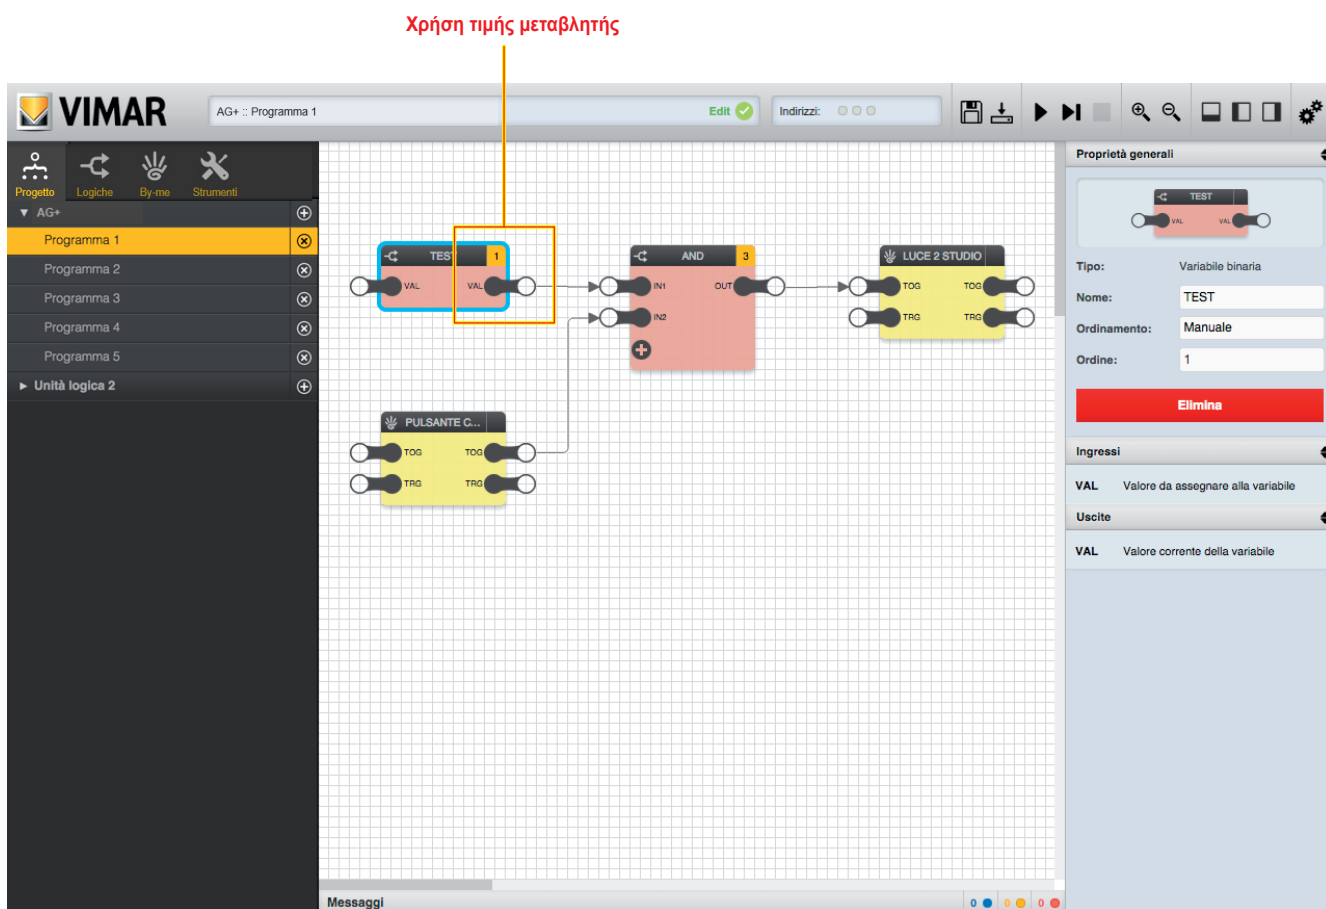 Χρήση τιμής μεταβλητής
VIMAR
AG+ :: Programma 1
Edit
Indirizzi:
Progetto
Logiche
By-me
Strumenti
AG+
Programma 1
Programma 2
Programma 3
Programma 4
Programma 5
Unità logica 2
TEST
1
VAL
VAL
AND
3
IN1
OUT
IN2
LUCE 2 STUDIO
TOG
TOG
TRG
TRG
PULSANTE C...
TOG
TOG
TRG
TRG
Messaggi
0
0
0
Proprietà generali
TEST
VAL
VAL
Tipo:
Variabile binaria
Nome:
TEST
Ordinamento:
Manuale
Ordine:
1
Elimina
Ingressi
VAL
Valore da assegnare alla variabile
Uscite
VAL
Valore corrente della variabile